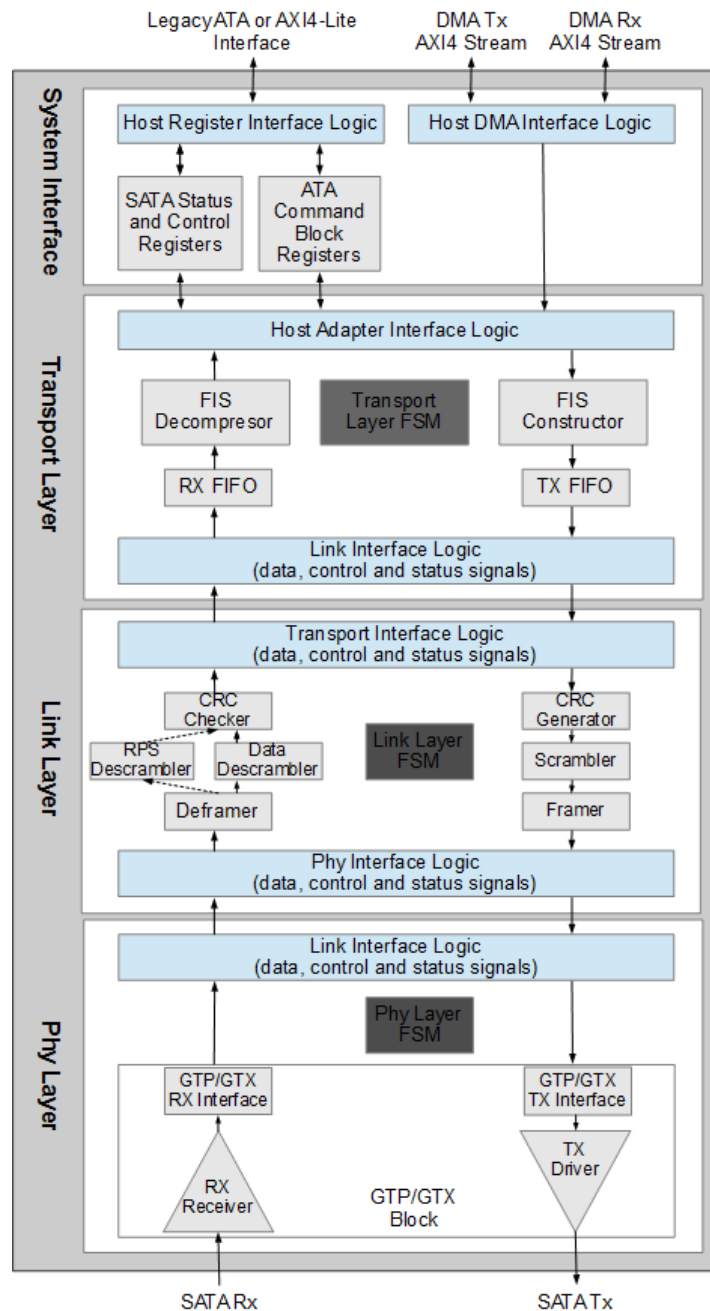 Legacy ATA or AXI4-Lite
Interface
DMA Tx
AXI4 Stream
DMA Rx
AXI4 Stream
System Interface
Host Register Interface Logic
Host DMA Interface Logic
SATA Status
and Control
Registers
ATA
Command
Block
Registers
Transport Layer
Host Adapter Interface Logic
FIS
Decompresor
Transport
Layer FSM
FIS
Constructor
RX FIFO
TX FIFO
Link Interface Logic
(data, control and status signals)
Link Layer
Transport Interface Logic
(data, control and status signals)
CRC
Checker
CRC
Generator
RPS
Descrambler
Data
Descrambler
Link Layer
FSM
Scrambler
Deframer
Framer
Phy Interface Logic
(data, control and status signals)
Phy Layer
Link Interface Logic
(data, control and status signals)
Phy Layer
FSM
GTP/GTX
RX Interface
GTP/GTX
TX Interface
RX
Receiver
TX
Driver
GTP/GTX
Block
SATA Rx
SATA Tx